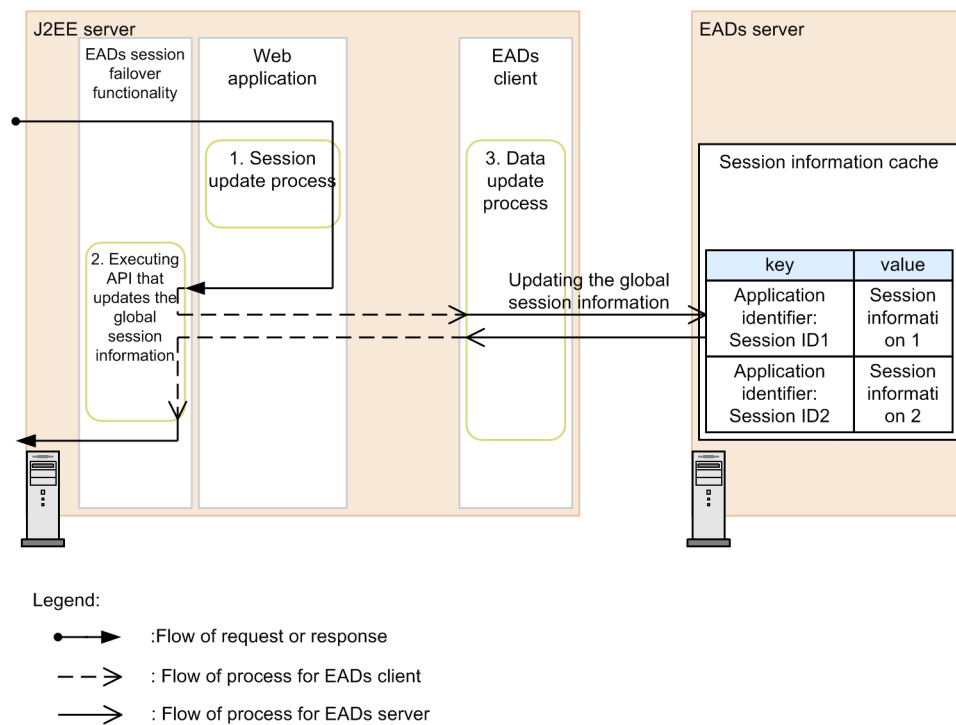 J2EE server
EADs session
failover
functionality
Web
application
EADs
client
EADs server
1. Session
update process
3. Data
update
process
Session information cache
2. Executing
API that
updates the
global
session
information
Updating the global
session information
key value
Application
identifier:
Session ID1
Session
informati
on 1
Application
identifier:
Session ID2
Session
informati
on 2
Legend:
:Flow of request or response
: Flow of process for EADs client
: Flow of process for EADs server